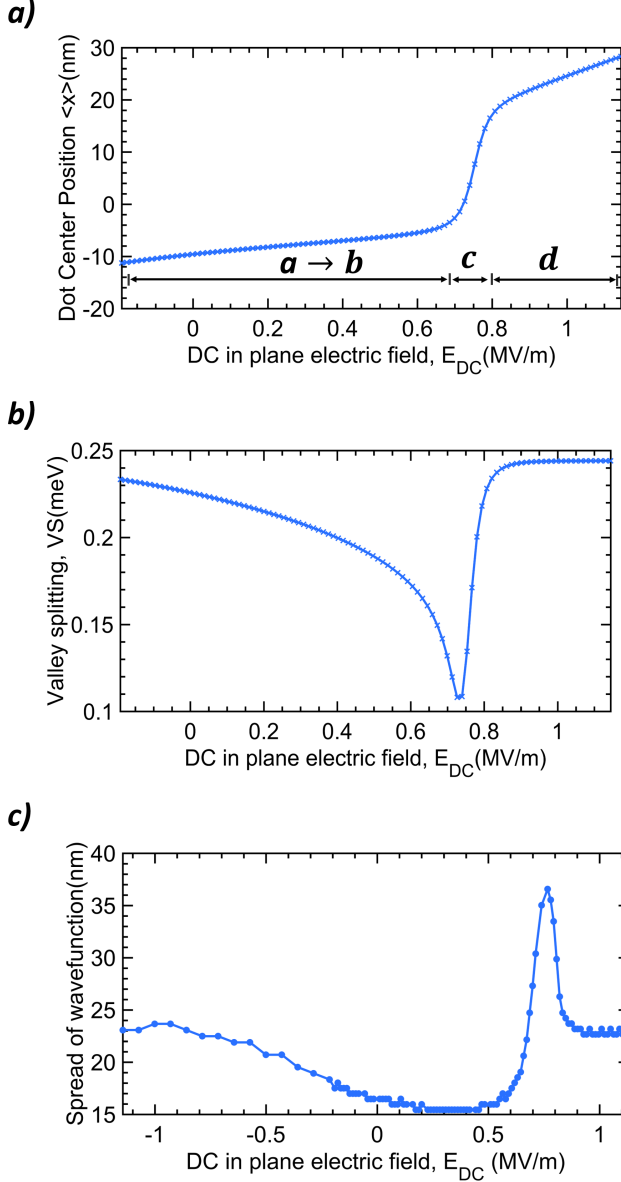 a)
Dot Center Position <x>(nm)
30
20
10
0
-10
-20
a → b
c
d
0
0.2
0.4
0.6
0.8
1
DC in plane electric field, E_DC(MV/m)
b)
Valley splitting, VS(meV)
0.25
0.2
0.15
0.1
0
0.2
0.4
0.6
0.8
1
DC in plane electric field, E_DC(MV/m)
c)
Spread of wavefunction(nm)
40
35
30
25
20
15
-1
-0.5
0
0.5
1
DC in plane electric field, E_DC (MV/m)